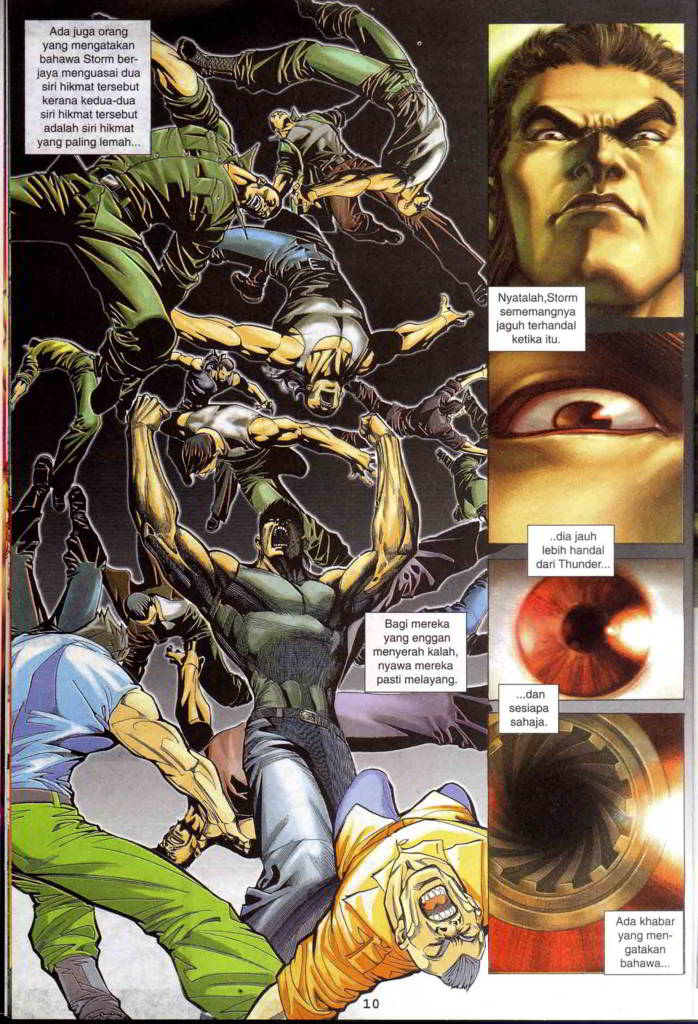 Ada juga orang
yang mengatakan
bahawa Storm ber-
jaya menguasai dua
siri hikmat tersebut
kerana kedua-dua
siri hikmat tersebut
adalah siri hikmat
yang paling lemah...
Nyatalah,Storm
sememangnya
jaguh terhandal
ketika itu.
..dia jauh
lebih handal
dari Thunder...
Bagi mereka
yang enggan
menyerah kalah,
nyawa mereka
pasti melayang.
...dan
sesiapa
sahaja.
Ada khabar
yang men-
gatakan
bahawa...
10